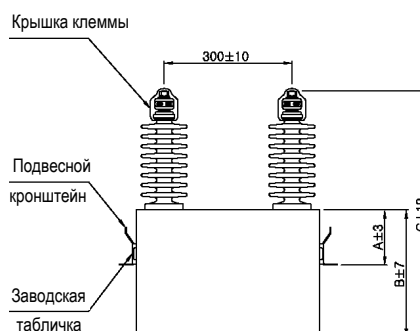 Крышка клеммы
300±10
Подвесной
кронштейн
A±3
B±7
Заводская
табличка